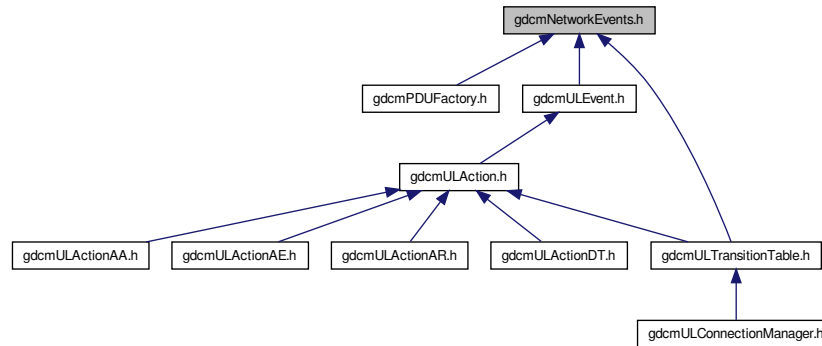 gdcmNetworkEvents.h
gdcmPDUFactory.h
gdcmULEvent.h
gdcmULAction.h
gdcmULActionAA.h
gdcmULActionAE.h
gdcmULActionAR.h
gdcmULActionDT.h
gdcmULTransitionTable.h
gdcmULConnectionManager.h